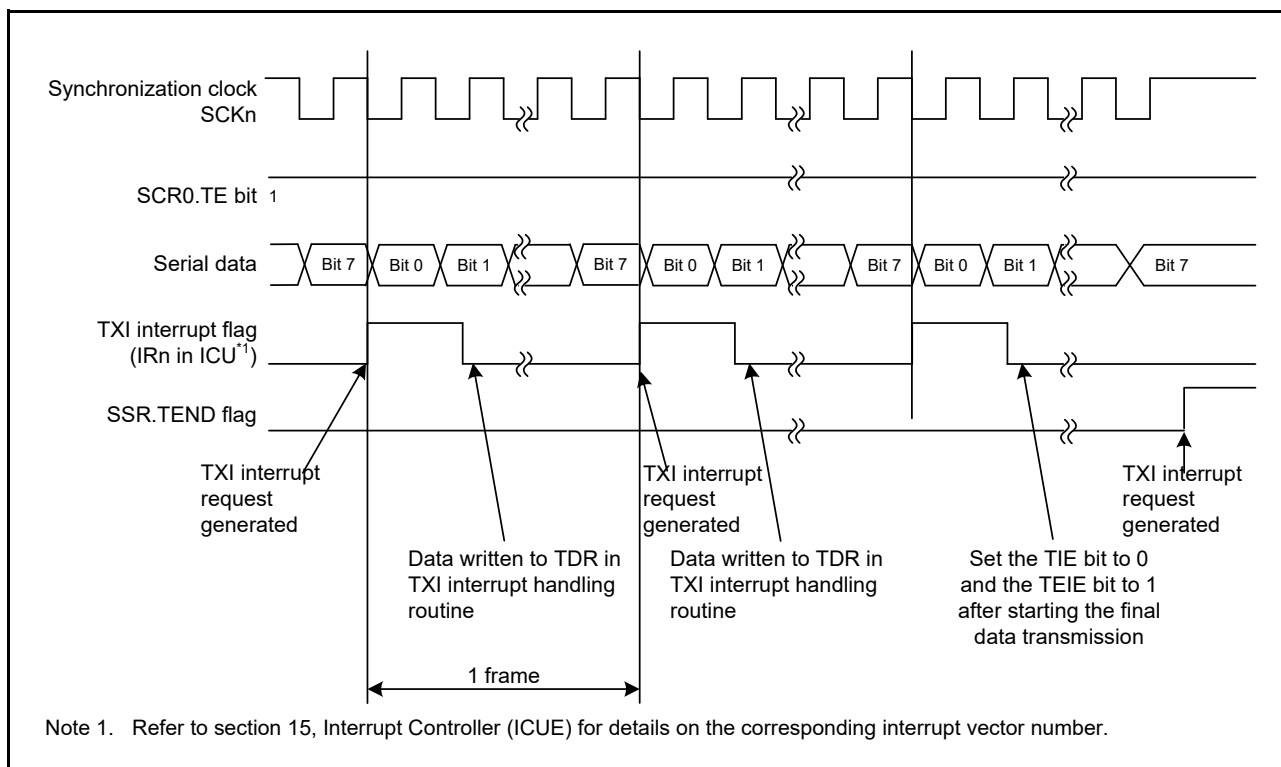 Synchronization clock
SCKn
SCR0.TE bit 1
Serial data
Bit 7 Bit 0 Bit 1 Bit 7 Bit 0 Bit 1 Bit 7 Bit 0 Bit 1 Bit 7
TXI interrupt flag
(IRn in ICU*1)
SSR.TEND flag
TXI interrupt
request
generated
Data written to TDR in
TXI interrupt handling
routine
TXI interrupt
request
generated
Data written to TDR in
TXI interrupt handling
routine
Set the TIE bit to 0
and the TEIE bit to 1
after starting the final
data transmission
TXI interrupt
request
generated
1 frame
Note 1. Refer to section 15, Interrupt Controller (ICUE) for details on the corresponding interrupt vector number.